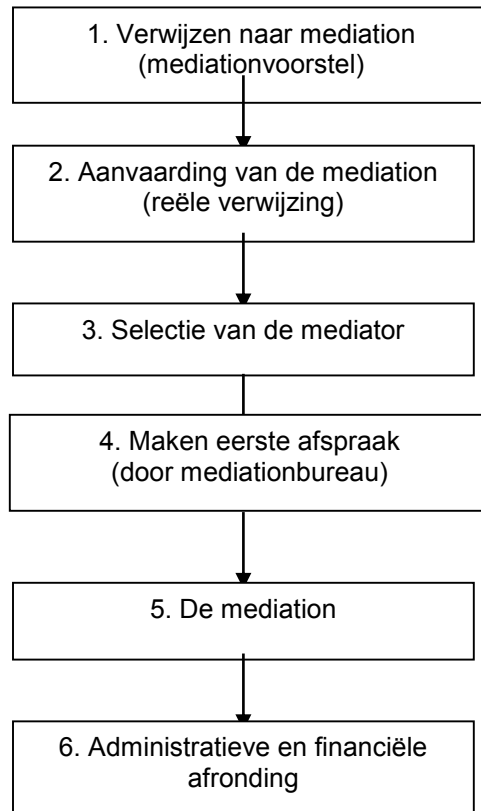 1. Verwijzen naar mediation
(mediationvoorstel)
2. Aanvaarding van de mediation
(reële verwijzing)
3. Selectie van de mediator
4. Maken eerste afspraak
(door mediationbureau)
5. De mediation
6. Administratieve en financiële
afronding